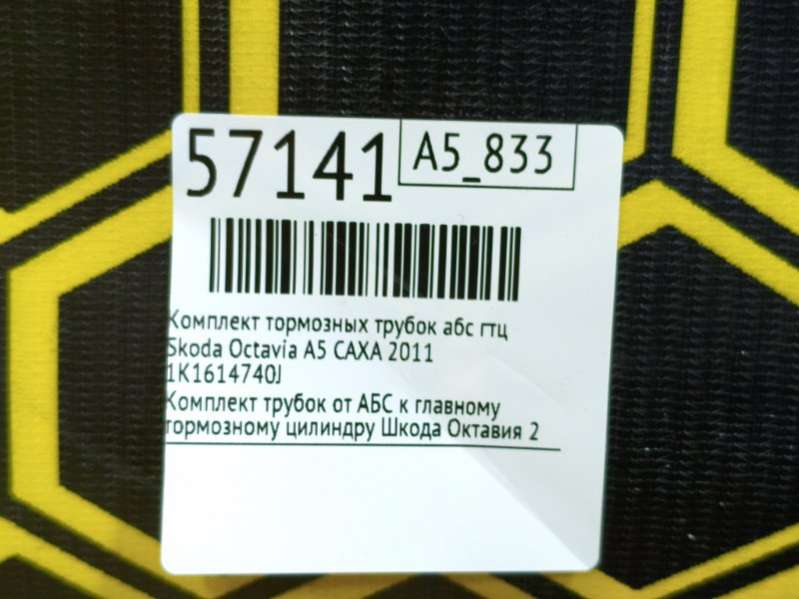 57141
A5_833
Комплект тормозных трубок абс гтц
Skoda Octavia A5 CAXA 2011
1K1614740J
Комплект трубок от АБС к главному
тормозному цилиндру Шкода Октавия 2